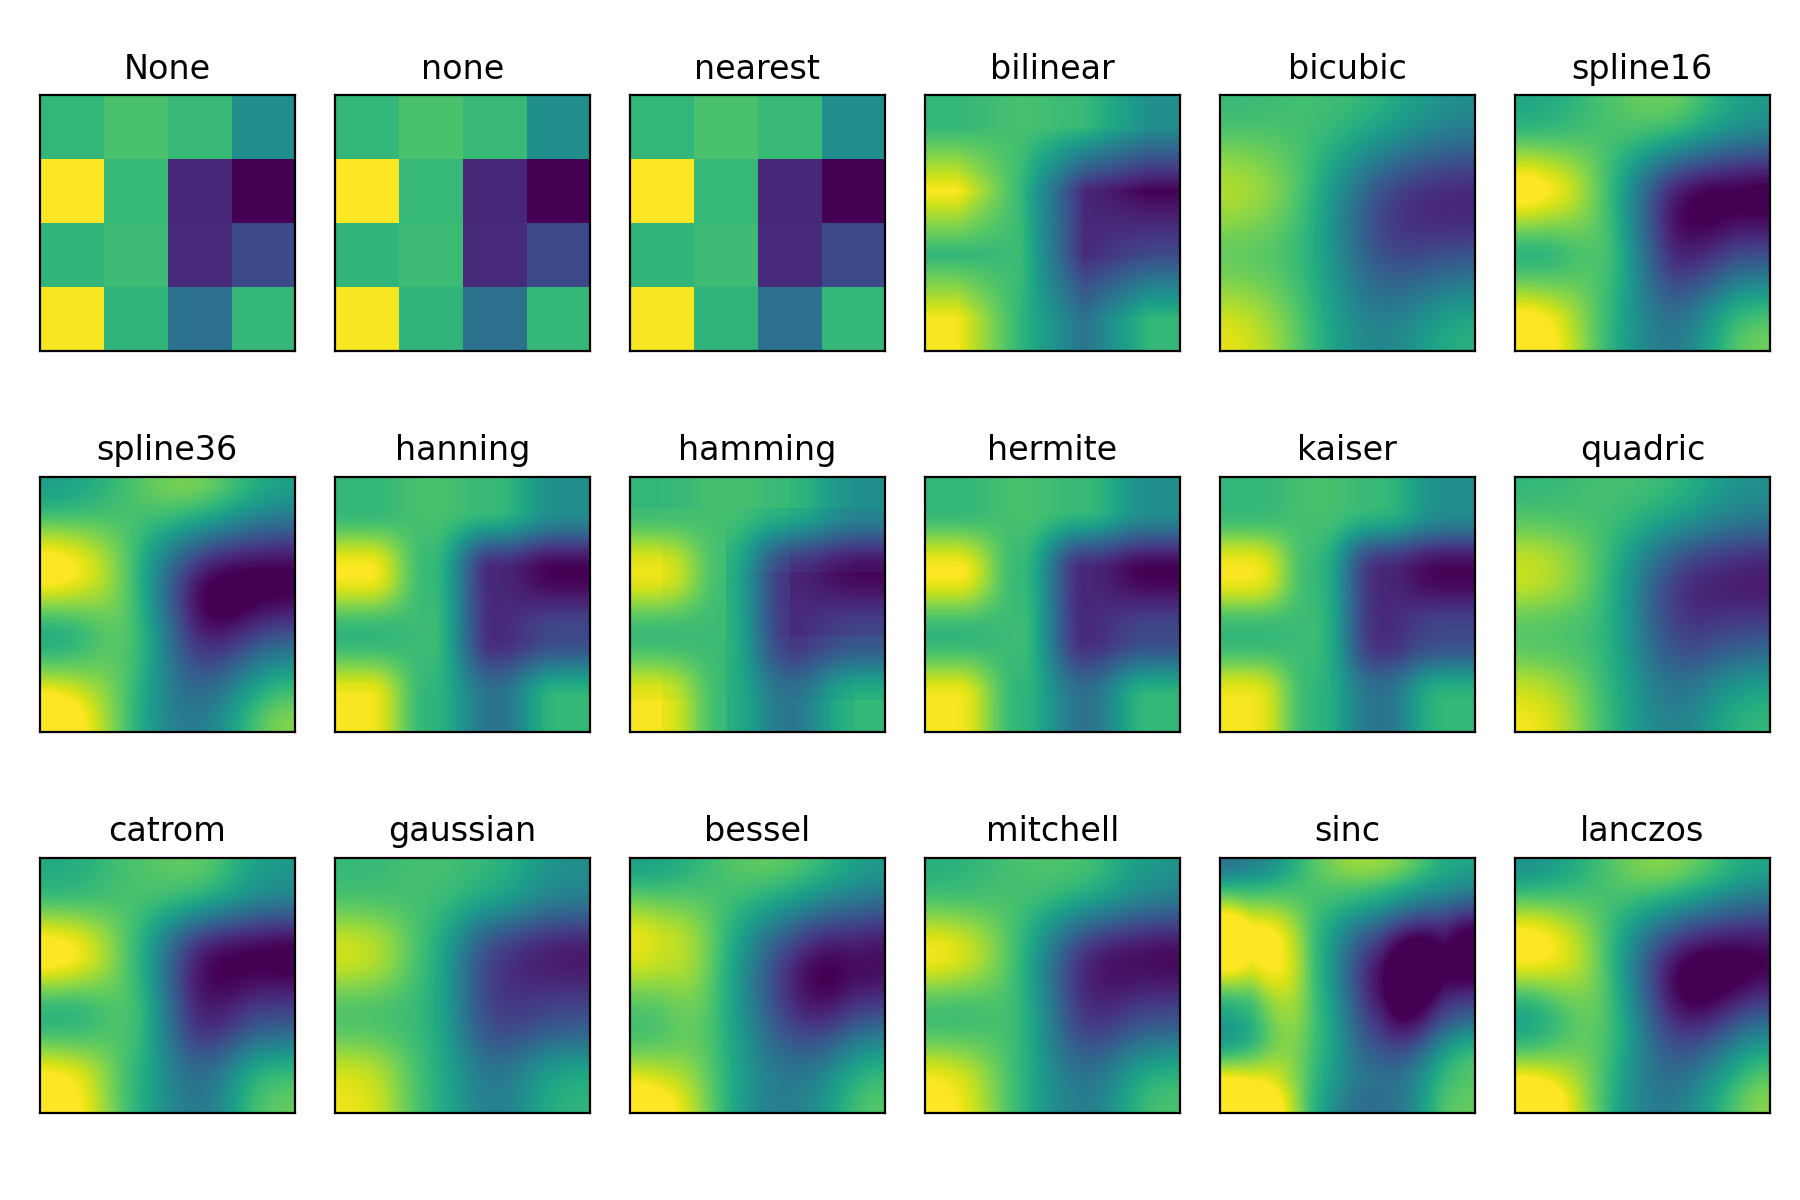 None none nearest bilinear bicubic spline16
spline36 hanning hamming hermite kaiser quadric
catrom gaussian bessel mitchell sinc lanczos